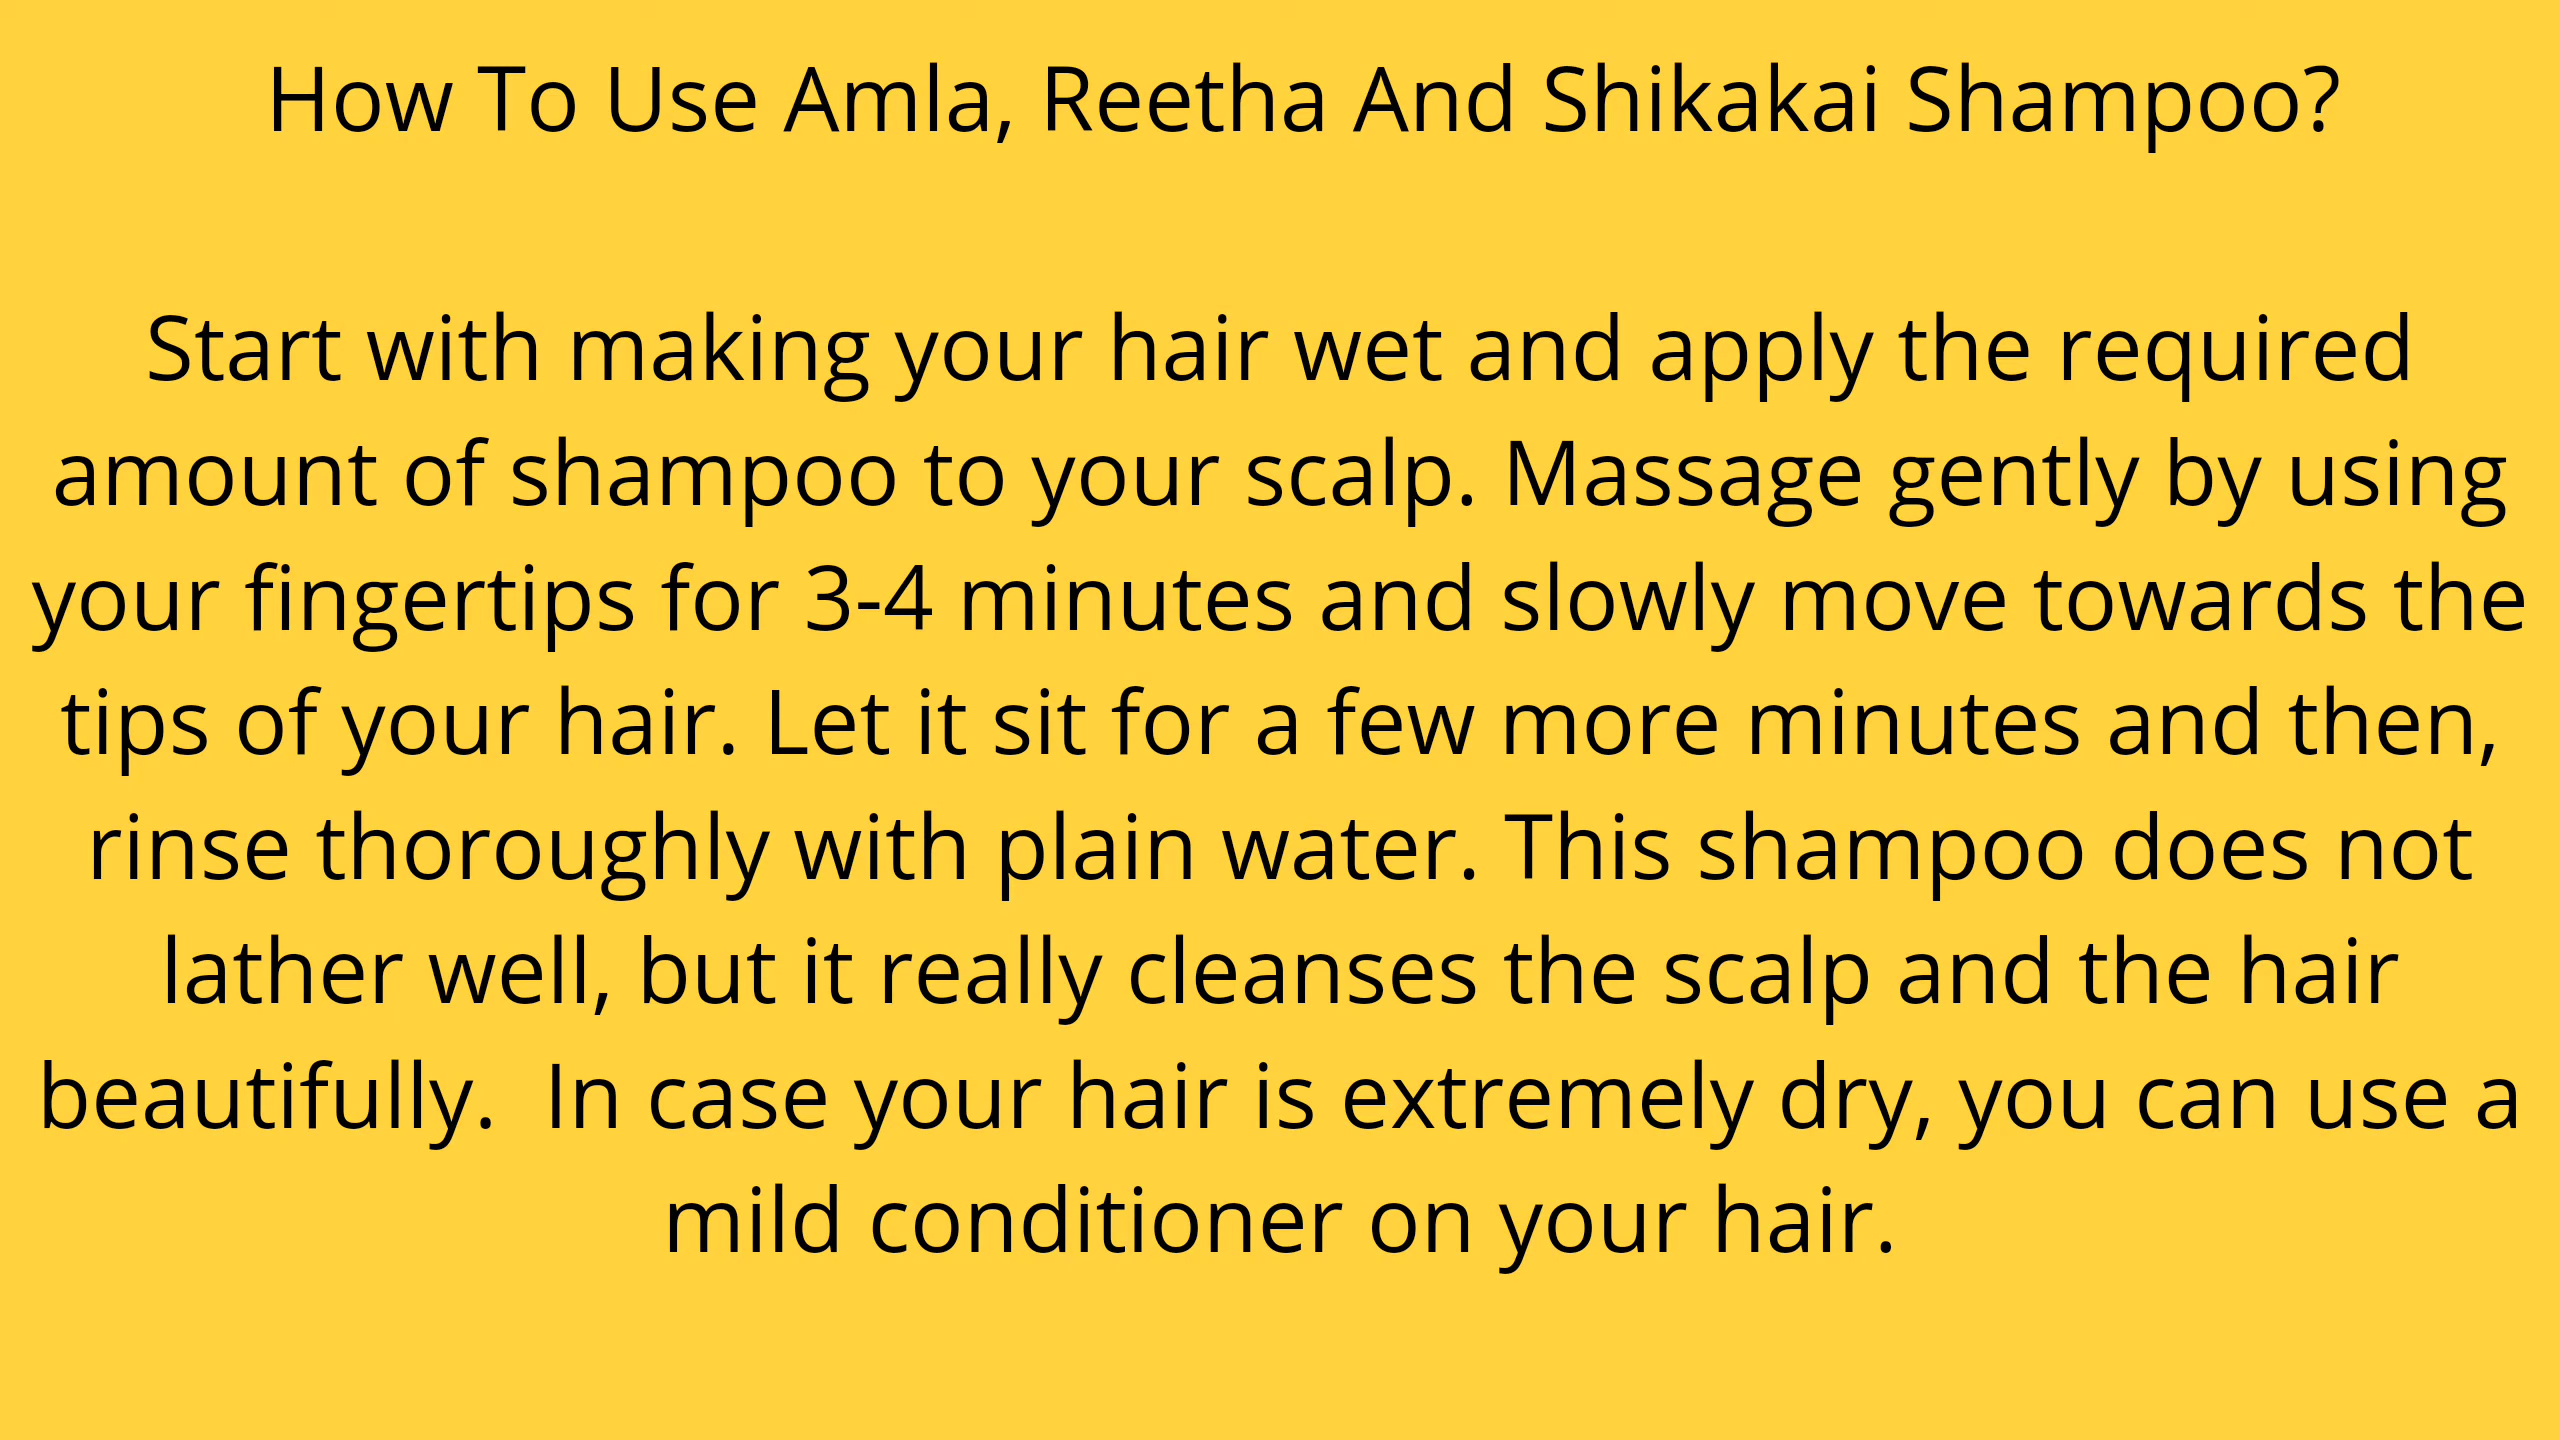 How To Use Amla, Reetha And Shikakai Shampoo?
Start with making your hair wet and apply the required
amount of shampoo to your scalp. Massage gently by using
your fingertips for 3-4 minutes and slowly move towards the
tips of your hair. Let it sit for a few more minutes and then,
rinse thoroughly with plain water. This shampoo does not
lather well, but it really cleanses the scalp and the hair
beautifully.  In case your hair is extremely dry, you can use a
mild conditioner on your hair.